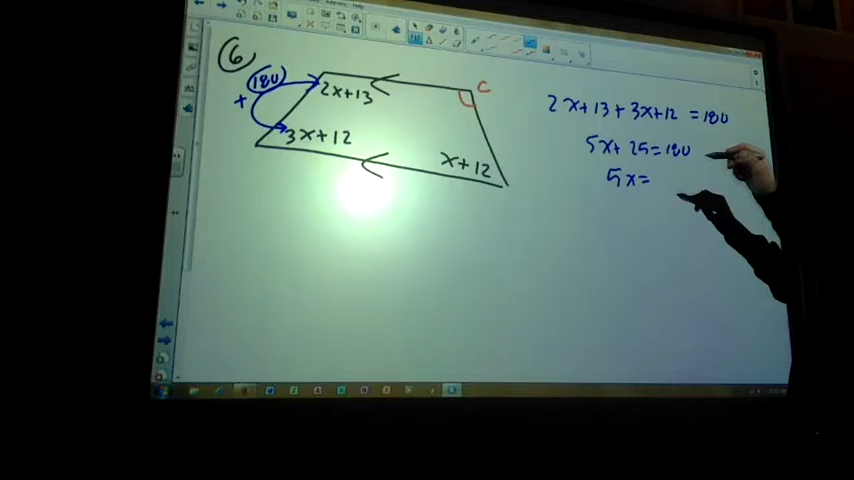 6
180
+
2x+13
C
3x+12
x+12
2x+13+3x+12 =180
5x+25=180
5x=